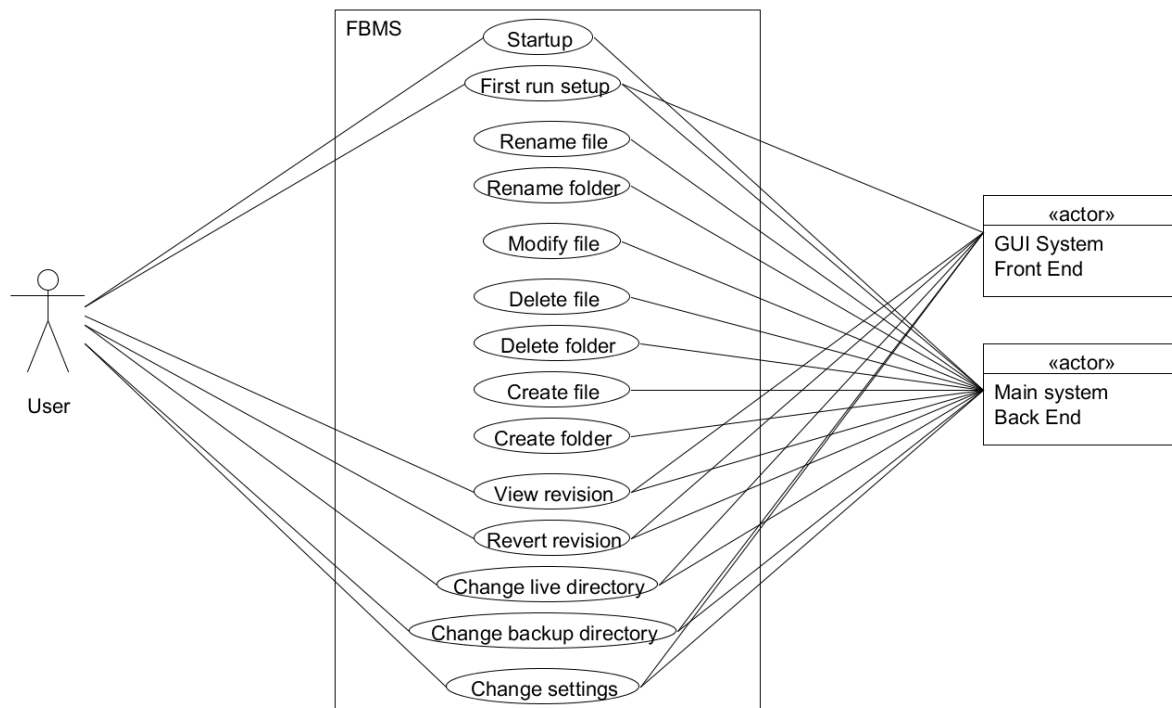 FBMS
Startup
First run setup
Rename file
Rename folder
Modify file
Delete file
Delete folder
Create file
Create folder
View revision
Revert revision
Change live directory
Change backup directory
Change settings
User
«actor»
GUI System
Front End
«actor»
Main system
Back End